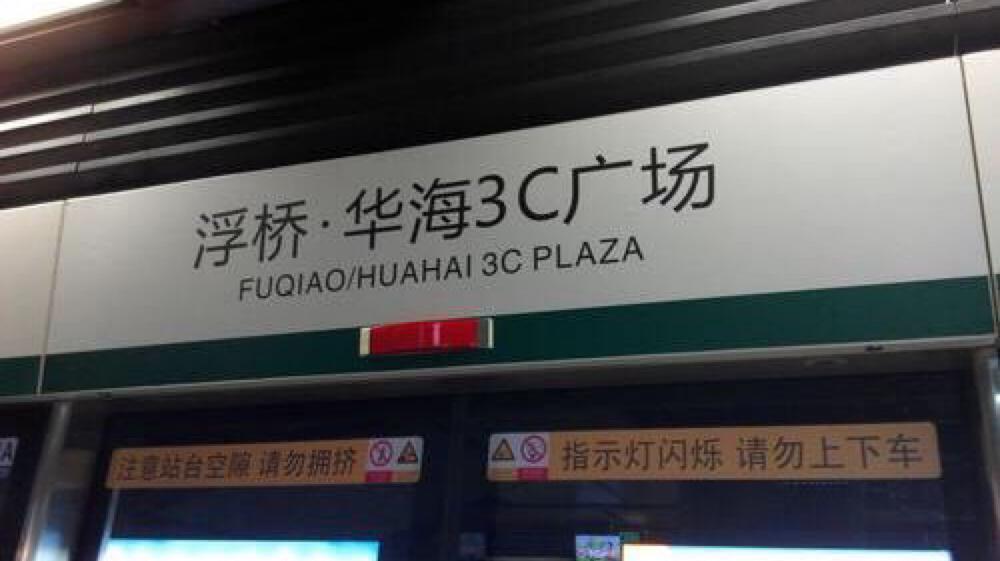 浮桥·华海3C广场
FUQIAO/HUAHAI 3C PLAZA
注意站台空隙 请勿拥挤
指示灯闪烁 请勿上下车
A